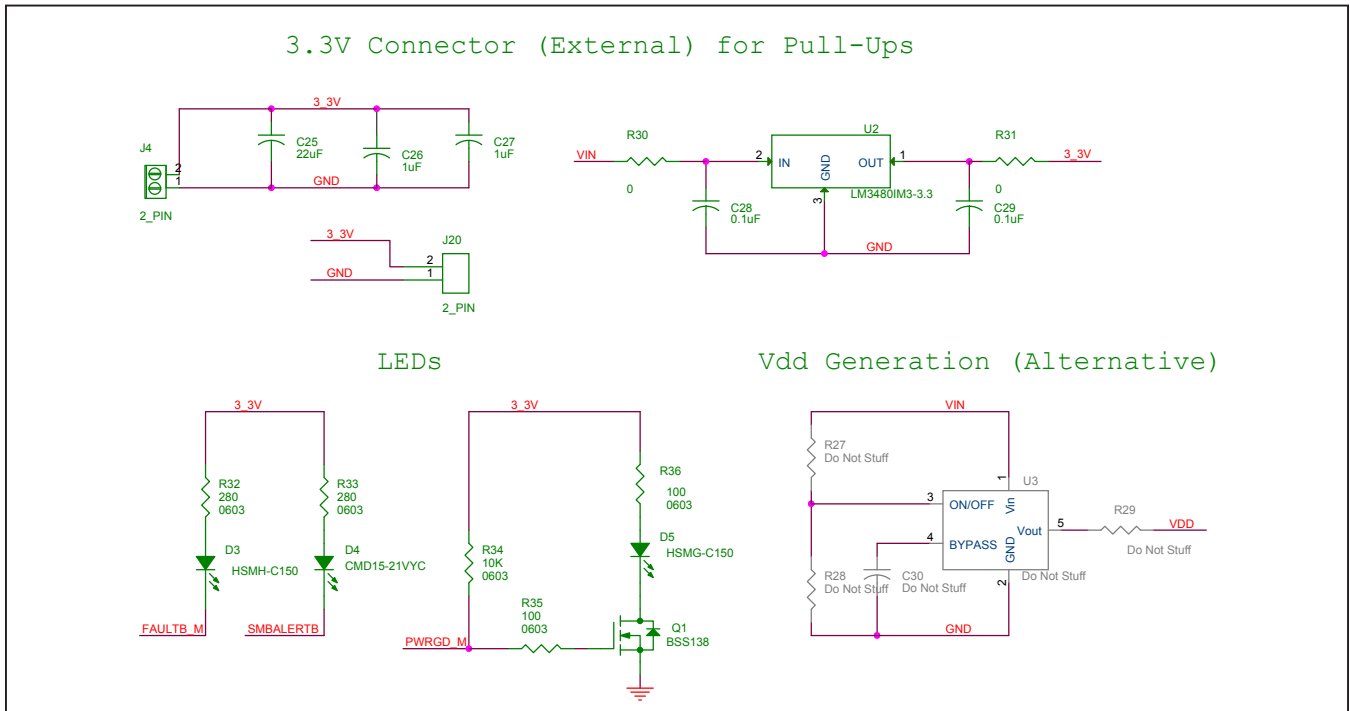 3.3V Connector (External) for Pull-Ups
3_3V
J4
2
1
2_PIN
C25
22uF
C26
1uF
C27
1uF
GND
3_3V
GND
J20
2
1
2_PIN
VIN
R30
0
2
IN
GND
OUT
1
3
U2
LM3480IM3-3.3
R31
0
3_3V
C28
0.1uF
C29
0.1uF
GND
LEDs
3_3V
R32
280
0603
R33
280
0603
D3
HSMH-C150
D4
CMD15-21VYC
FAULTB_M
SMBALERTB
3_3V
R36
100
0603
R34
10K
0603
D5
HSMG-C150
R35
100
0603
PWRGD_M
Q1
BSS138
Vdd Generation (Alternative)
VIN
R27
Do Not Stuff
1
U3
3
ON/OFF
Vin
4
BYPASS
Vout
5
GND
2
Do Not Stuff
R29
Do Not Stuff
VDD
R28
Do Not Stuff
C30
Do Not Stuff
GND